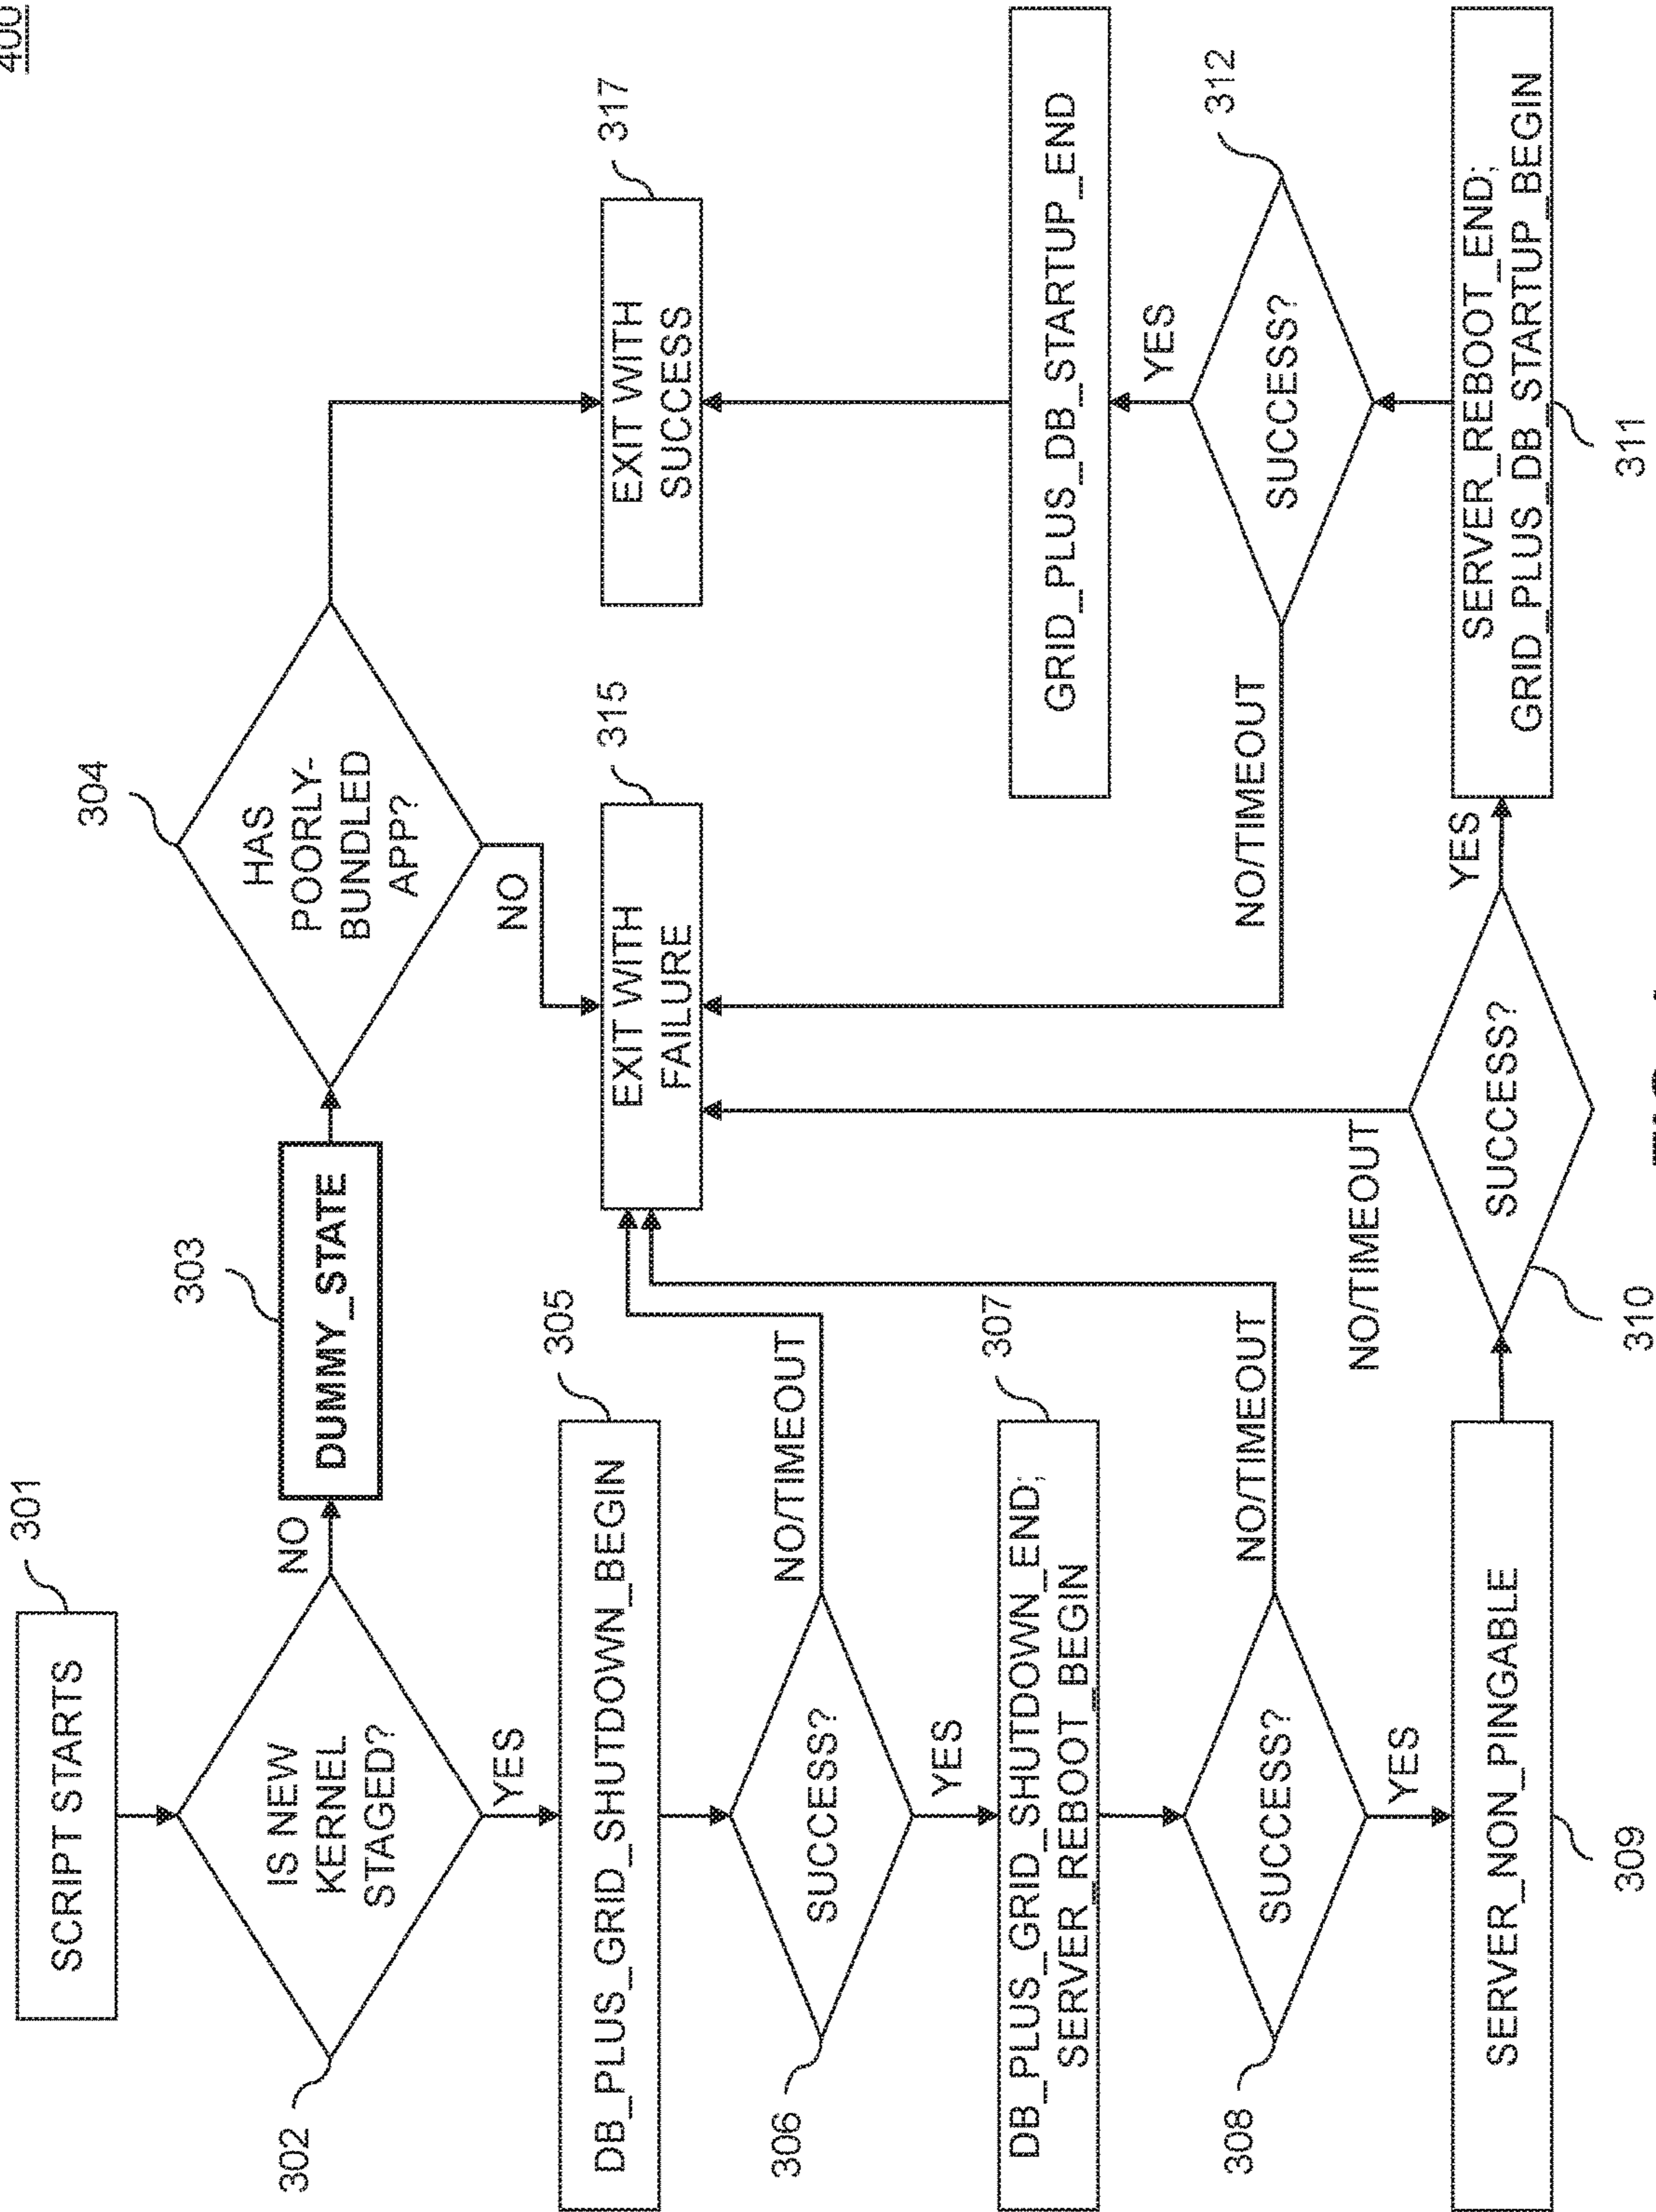 400
301
SCRIPT STARTS
302
IS NEW
KERNEL
STAGED?
NO
YES
303
DUMMY_STATE
304
HAS
POORLY-
BUNDLED
APP?
NO
305
DB_PLUS_GRID_SHUTDOWN_BEGIN
315
EXIT WITH
FAILURE
317
EXIT WITH
SUCCESS
306
SUCCESS?
NO/TIMEOUT
YES
307
DB_PLUS_GRID_SHUTDOWN_END;
SERVER_REBOOT_BEGIN
GRID_PLUS_DB_STARTUP_END
308
SUCCESS?
NO/TIMEOUT
YES
312
SUCCESS?
YES
NO/TIMEOUT
SERVER_NON_PINGABLE
309
310
SUCCESS?
NO/TIMEOUT
YES
SERVER_REBOOT_END;
GRID_PLUS_DB_STARTUP_BEGIN
311